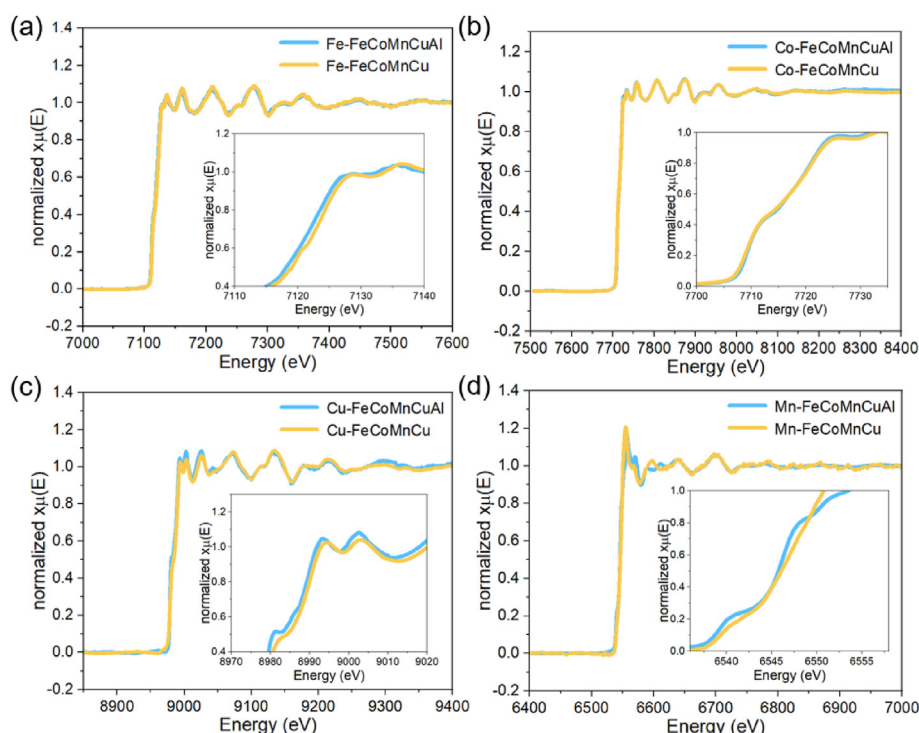 (a)
Fe-FeCoMnCuAl
Fe-FeCoMnCu
normalized xμ(E)
1.4
1.2
1.0
0.8
0.6
0.4
0.2
0.0
-0.2
7000 7100 7200 7300 7400 7500 7600
Energy (eV)
normalized xμ(E)
1.2
1.0
0.8
0.6
0.4
7110 7120 7130 7140
Energy (eV)
(b)
Co-FeCoMnCuAl
Co-FeCoMnCu
normalized xμ(E)
1.2
1.0
0.8
0.6
0.4
0.2
0.0
-0.2
7500 7600 7700 7800 7900 8000 8100 8200 8300 8400
Energy (eV)
normalized xμ(E)
1.0
0.8
0.6
0.4
0.2
0.0
7700 7710 7720 7730
Energy (eV)
(c)
Cu-FeCoMnCuAl
Cu-FeCoMnCu
normalized xμ(E)
1.4
1.2
1.0
0.8
0.6
0.4
0.2
0.0
-0.2
8900 9000 9100 9200 9300 9400
Energy (eV)
normalized xμ(E)
1.3
1.2
1.0
0.9
0.7
0.6
0.4
8970 8980 8990 9000 9010 9020
Energy (eV)
(d)
Mn-FeCoMnCuAl
Mn-FeCoMnCu
normalized xμ(E)
1.4
1.2
1.0
0.8
0.6
0.4
0.2
0.0
-0.2
6400 6500 6600 6700 6800 6900 7000
Energy (eV)
normalized xμ(E)
1.0
0.8
0.6
0.4
0.2
0.0
6540 6545 6550 6555
Energy (eV)